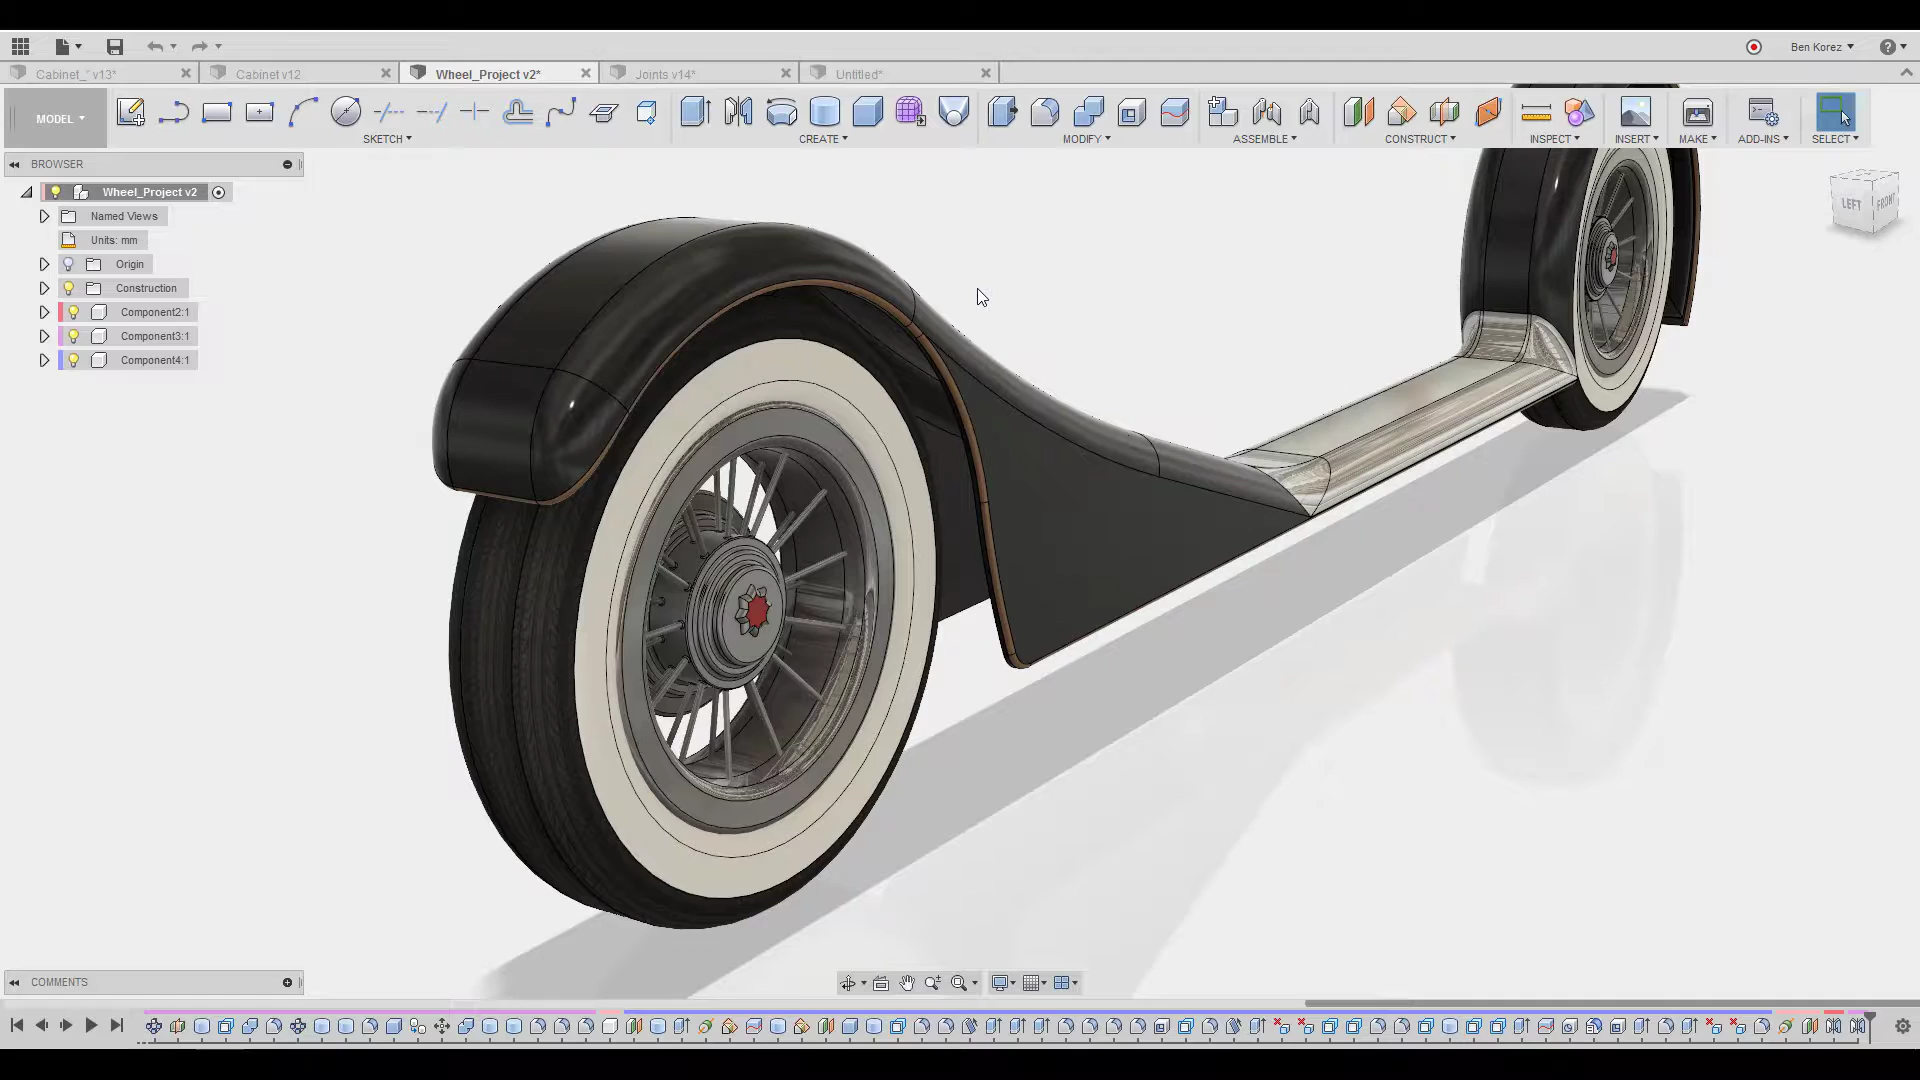 Ben Korez
Cabinet_" v13*
Cabinet v12
Wheel_Project v2*
Joints v14*
Untitled*
MODEL
SKETCH
CREATE
MODIFY
ASSEMBLE
CONSTRUCT
INSPECT
INSERT
MAKE
ADD-INS
SELECT
BROWSER
Wheel_Project v2
Named Views
Units: mm
Origin
Construction
Component2:1
Component3:1
Component4:1
LEFT
FRONT
COMMENTS